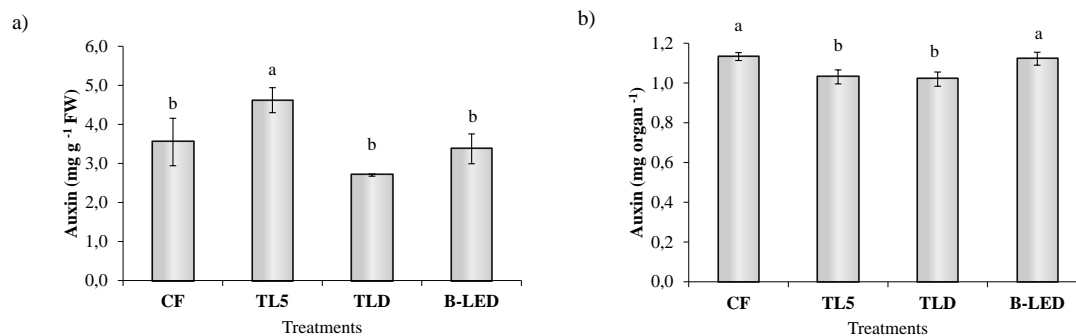 a)
Auxin (mg g -1 FW)
6,0
5,0
4,0
3,0
2,0
1,0
0,0
b
a
b
b
CF TL5 TLD B-LED
Treatments
b)
Auxin (mg organ -1)
1,2
1,0
0,8
0,6
0,4
0,2
0,0
a
b
b
a
CF TL5 TLD B-LED
Treatments